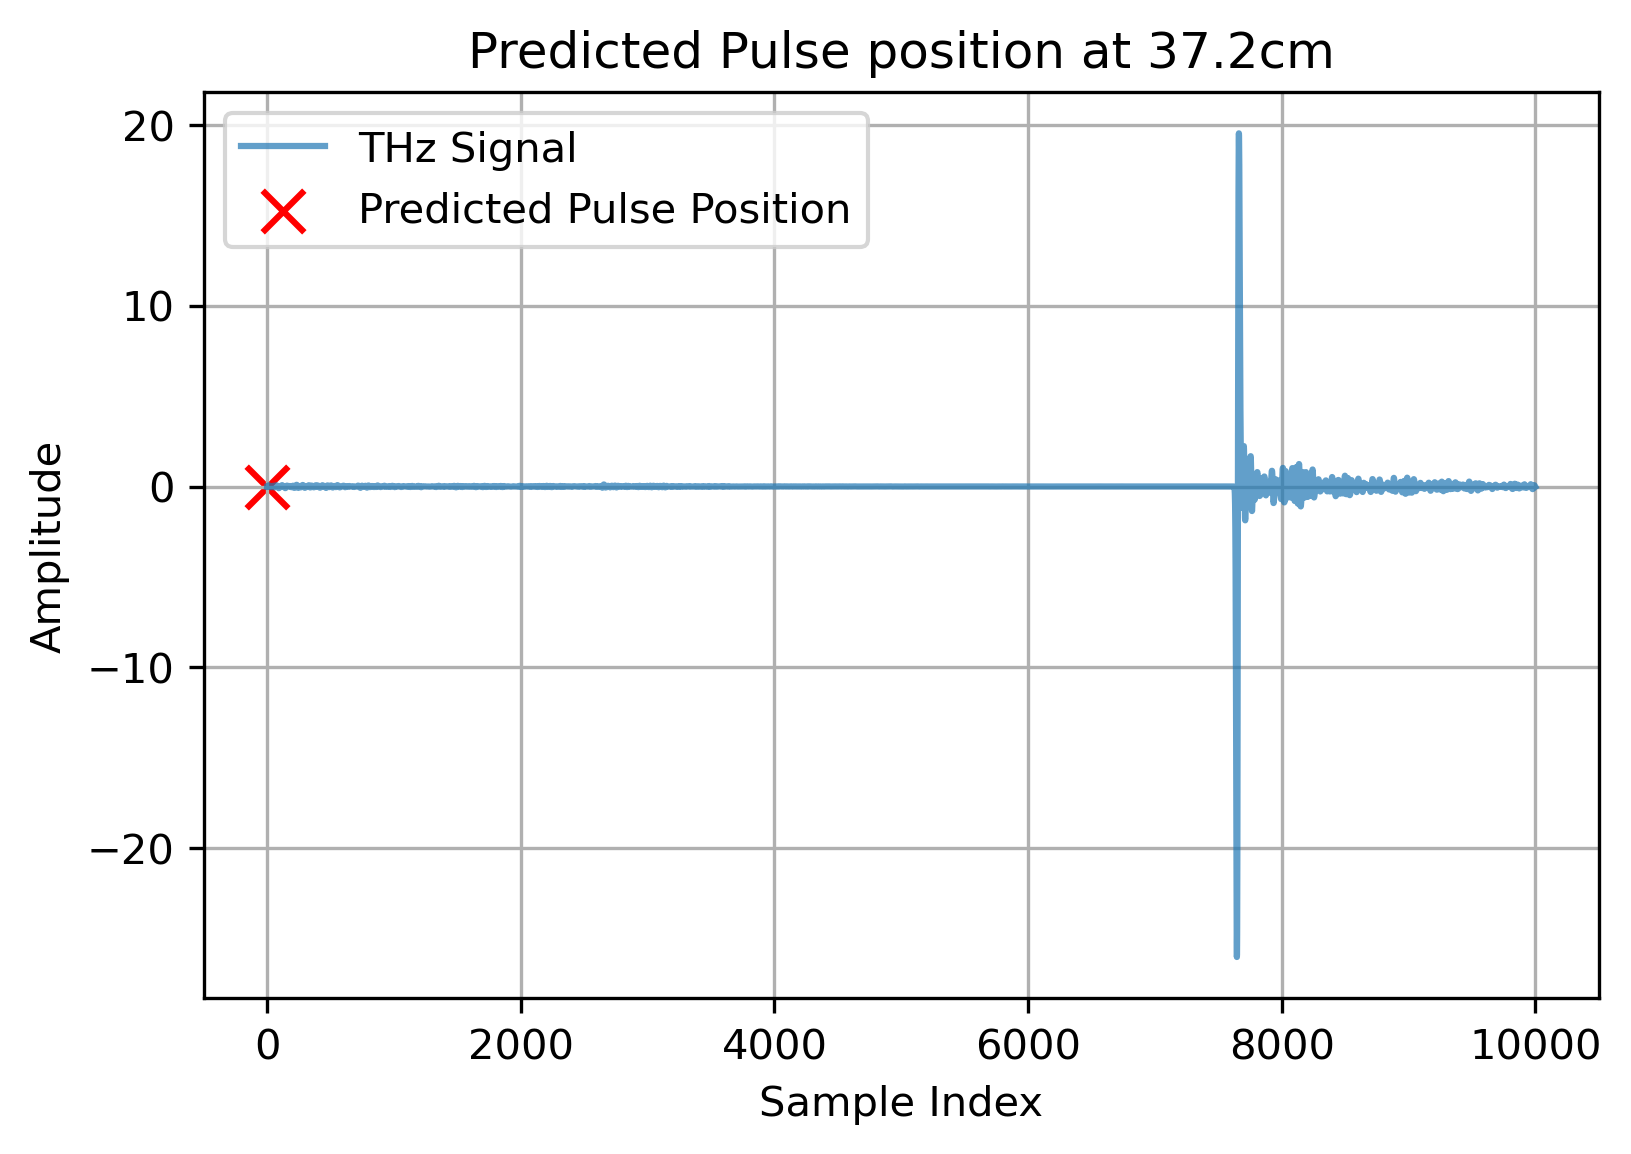 Predicted Pulse position at 37.2cm
THz Signal
Predicted Pulse Position
20
10
0
−10
−20
Amplitude
0 2000 4000 6000 8000 10000
Sample Index